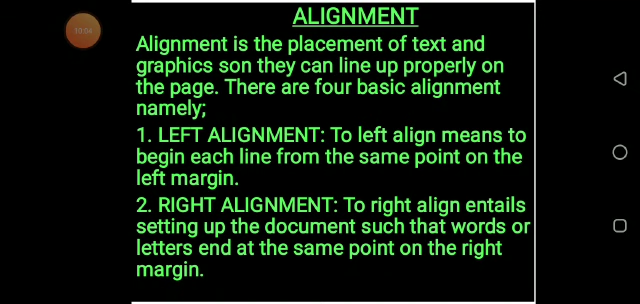 10:04
ALIGNMENT
Alignment is the placement of text and
graphics son they can line up properly on
the page. There are four basic alignment
namely;
1. LEFT ALIGNMENT: To left align means to
begin each line from the same point on the
left margin.
2. RIGHT ALIGNMENT: To right align entails
setting up the document such that words or
letters end at the same point on the right
margin.